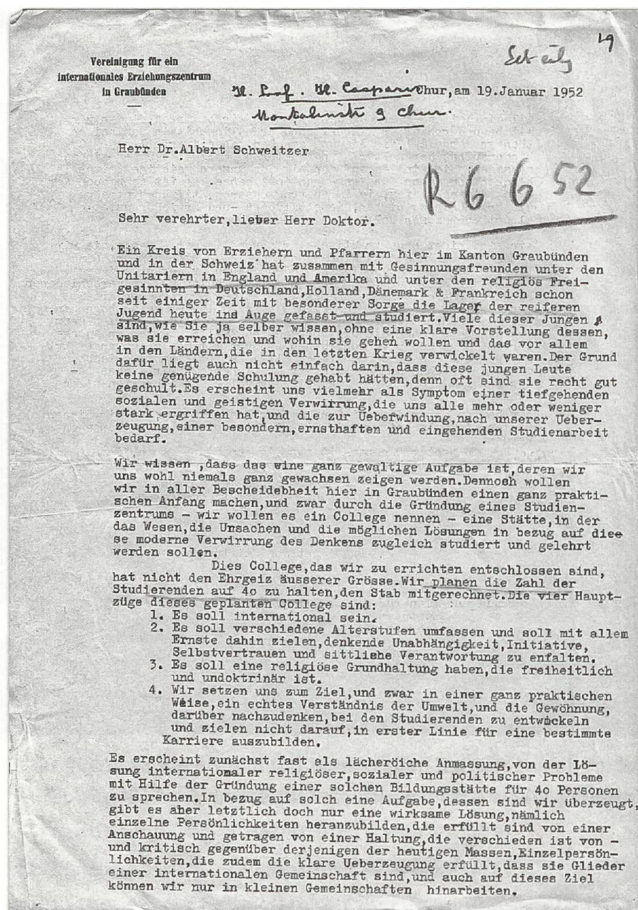 49
Vereinigung für ein
internationales Erziehungszentrum
in Graubünden
H. Prof. H. Caspar Chur, am 19.Januar 1952
9 Chur.
Herr Dr.Albert Schweitzer
R 6 6 52
Sehr verehrter, lieber Herr Doktor.
Ein Kreis von Erziehern und Pfarrern hier im Kanton Graubünden
und in der Schweiz hat zusammen mit Gesinnungsfreunden unter den
Unitariern in England und Amerika und unter den religiös Frei-
gesinnten in Deutschland,Holland,Dänemark & Frankreich schon
seit einiger Zeit mit besonderer Sorge die Lage der reiferen
Jugend heute ins Auge gefasst und studiert.Viele dieser Jungen
sind,wie Sie ja selber wissen,ohne eine klare Vorstellung dessen,
was sie erreichen und wohin sie gehen wollen und das vor allem
in den Ländern,die in den letzten Krieg verwickelt waren.Der Grund
dafür liegt auch nicht einfach darin,dass diese jungen Leute
keine genügende Schulung gehabt hätten,denn oft sind sie recht gut
geschult.Es erscheint uns vielmehr als Symptom einer tiefgehenden
sozialen und geistigen Verwirrung,die uns alle mehr oder weniger
stark ergriffen hat,und die zur Ueberwindung,nach unserer Ueber-
zeugung,einer besondern,ernsthaften und eingehenden Studienarbeit
bedarf.
Wir wissen ,dass das eine ganz gewaltige Aufgabe ist,deren wir
uns wohl niemals ganz gewachsen zeigen werden.Dennoch wollen
wir in aller Bescheidebheit hier in Graubünden einen ganz prakti-
schen Anfang machen,und zwar durch die Gründung eines Studien-
zentrums - wir wollen es ein College nennen - eine Stätte,in der
das Wesen,die Ursachen und die möglichen Lösungen in bezug auf die=
se moderne Verwirrung des Denkens zugleich studiert und gelehrt
werden sollen.
Dies College,das wir zu errichten entschlossen sind,
hat nicht den Ehrgeiz äusserer Grösse.Wir planen die Zahl der
Studierenden auf 4o zu halten,den Stab mitgerechnet.Die vier Haupt-
züge dieses geplanten College sind:
1. Es soll international sein.
2. Es soll verschiedene Alterstufen umfassen und soll mit allem
Ernste dahin zielen,denkende Unabhängigkeit,Initiative,
Selbstvertrauen und sittliche Verantwortung zu enfalten.
3. Es soll eine religiöse Grundhaltung haben,die freiheitlich
und undoktrinär ist.
4. Wir setzen uns zum Ziel,und zwar in einer ganz praktischen
Weise,ein echtes Verständnis der Umwelt,und die Gewöhnung,
darüber nachzudenken,bei den Studierenden zu entwickeln
und zielen nicht darauf,in erster Linie für eine bestimmte
Karriere auszubilden.
Es erscheint zunächst fast als lächeröiche Anmassung,von der Lö-
sung internationaler religiöser,sozialer und politischer Probleme
mit Hilfe der Gründung einer solchen Bildungsstätte für 4o Personen
zu sprechen.In bezug auf solch eine Aufgabe,dessen sind wir überzeugt,
gibt es aber letztlich doch nur eine wirksame Lösung,nämlich
einzelne Persönlichkeiten heranzubilden,die erfüllt sind von einer
Anschauung und getragen von einer Haltung,die verschieden ist von -
und kritisch gegenüber derjenigen der heutigen Massen,Einzelpersön-
lichkeiten,die zudem die klare Ueberzeugung erfüllt,dass sie Glieder
einer internationalen Gemeinschaft sind,und auch auf dieses Ziel
können wir nur in kleinen Gemeinschaften hinarbeiten.